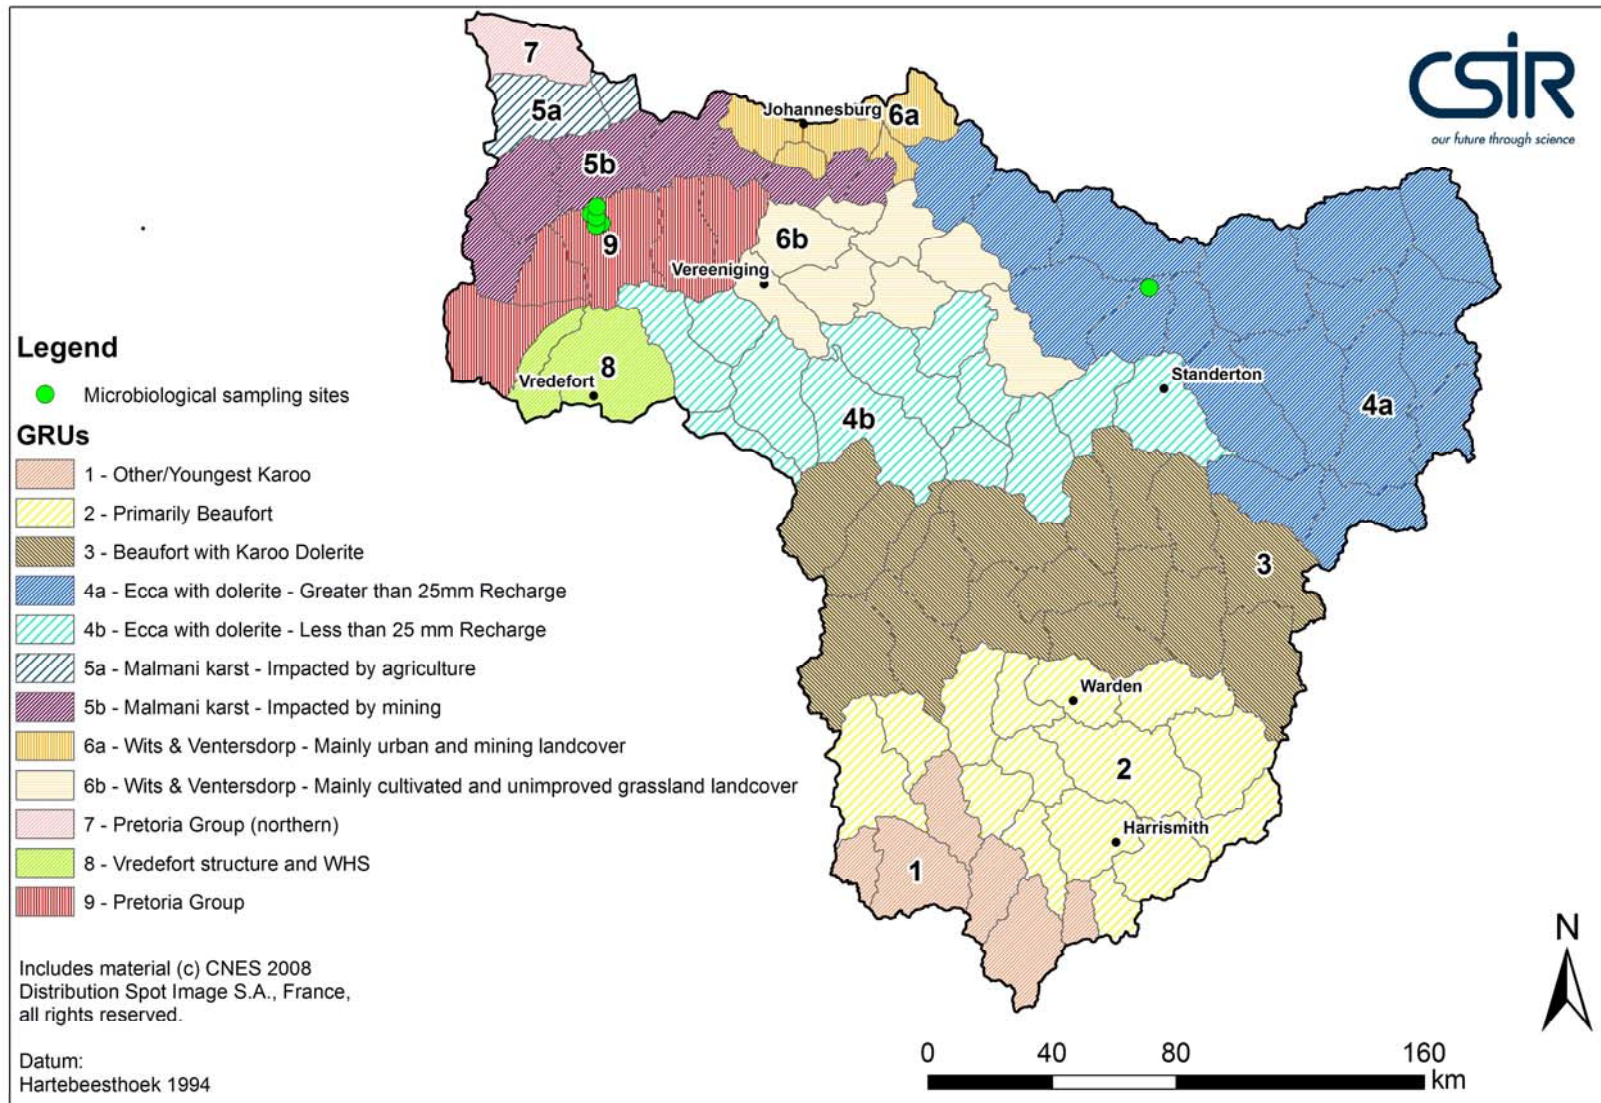 CSIR
our future through science
7
5a
Johannesburg
6a
5b
9
6b
Vereeniging
8
Vredefort
Standerton
4b
4a
3
Warden
2
Harrismith
1
Legend
Microbiological sampling sites
GRUs
1 - Other/Youngest Karoo
2 - Primarily Beaufort
3 - Beaufort with Karoo Dolerite
4a - Ecca with dolerite - Greater than 25mm Recharge
4b - Ecca with dolerite - Less than 25 mm Recharge
5a - Malmani karst - Impacted by agriculture
5b - Malmani karst - Impacted by mining
6a - Wits & Ventersdorp - Mainly urban and mining landcover
6b - Wits & Ventersdorp - Mainly cultivated and unimproved grassland landcover
7 - Pretoria Group (northern)
8 - Vredefort structure and WHS
9 - Pretoria Group
Includes material (c) CNES 2008
Distribution Spot Image S.A., France,
all rights reserved.
Datum:
Hartebeesthoek 1994
N
0 40 80 160
km